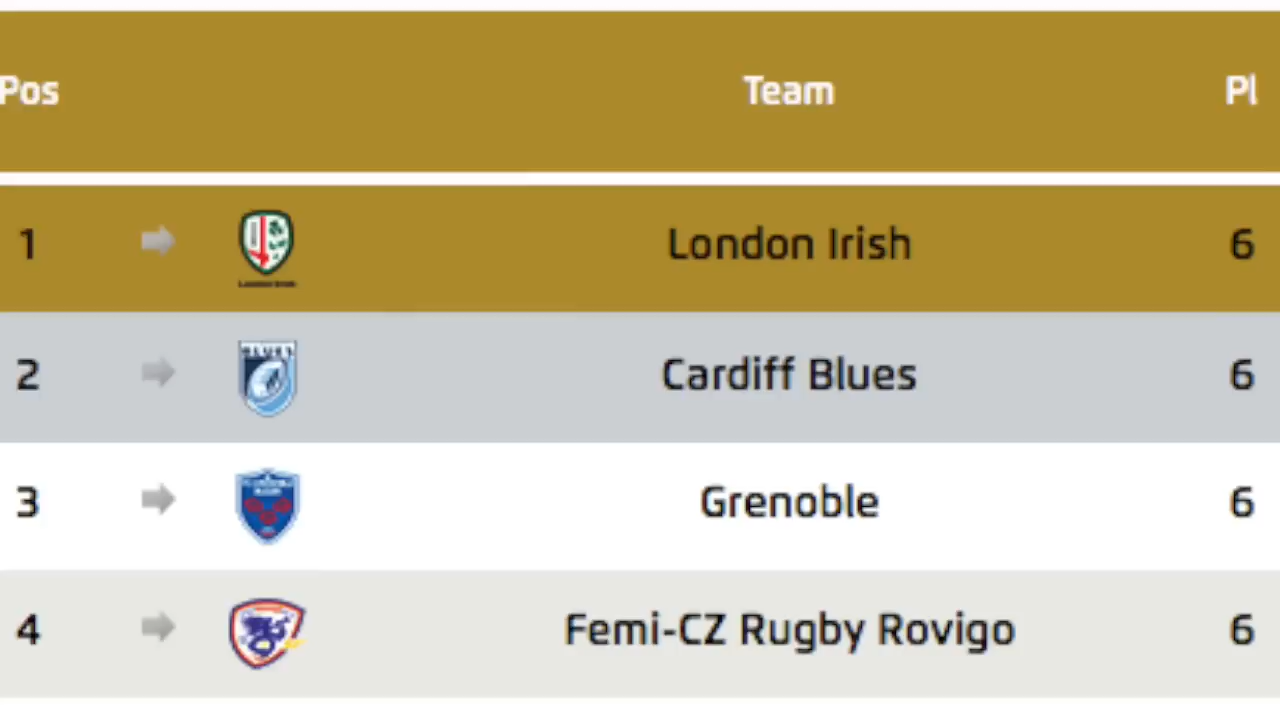 Pos Team Pl
1 London Irish 6
2 BLUES Cardiff Blues 6
3 Grenoble 6
4 Femi-CZ Rugby Rovigo 6